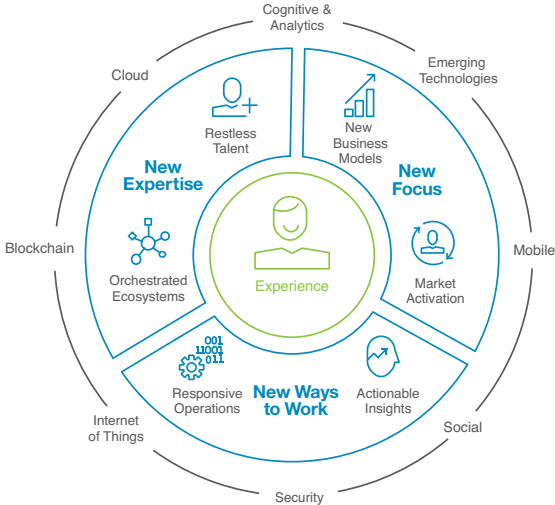 Cognitive &
Analytics
Cloud
Emerging
Technologies
Restless
Talent
New
Business
Models
New
Expertise
New
Focus
Blockchain
Mobile
Orchestrated
Ecosystems
Experience
Market
Activation
001
11001
011
Responsive
Operations
New Ways
to Work
Actionable
Insights
Internet
of Things
Social
Security